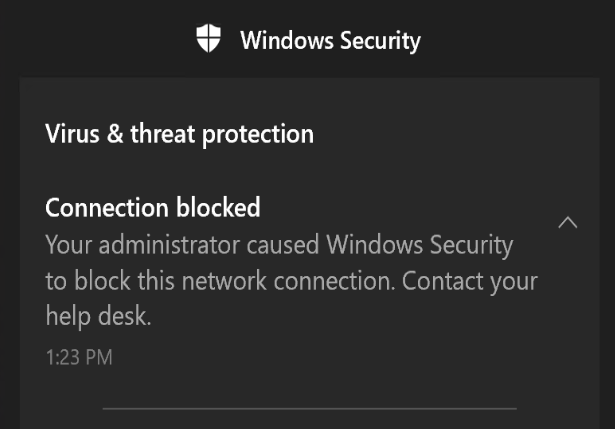 Windows Security
Virus & threat protection
Connection blocked
Your administrator caused Windows Security
to block this network connection. Contact your
help desk.
1:23 PM